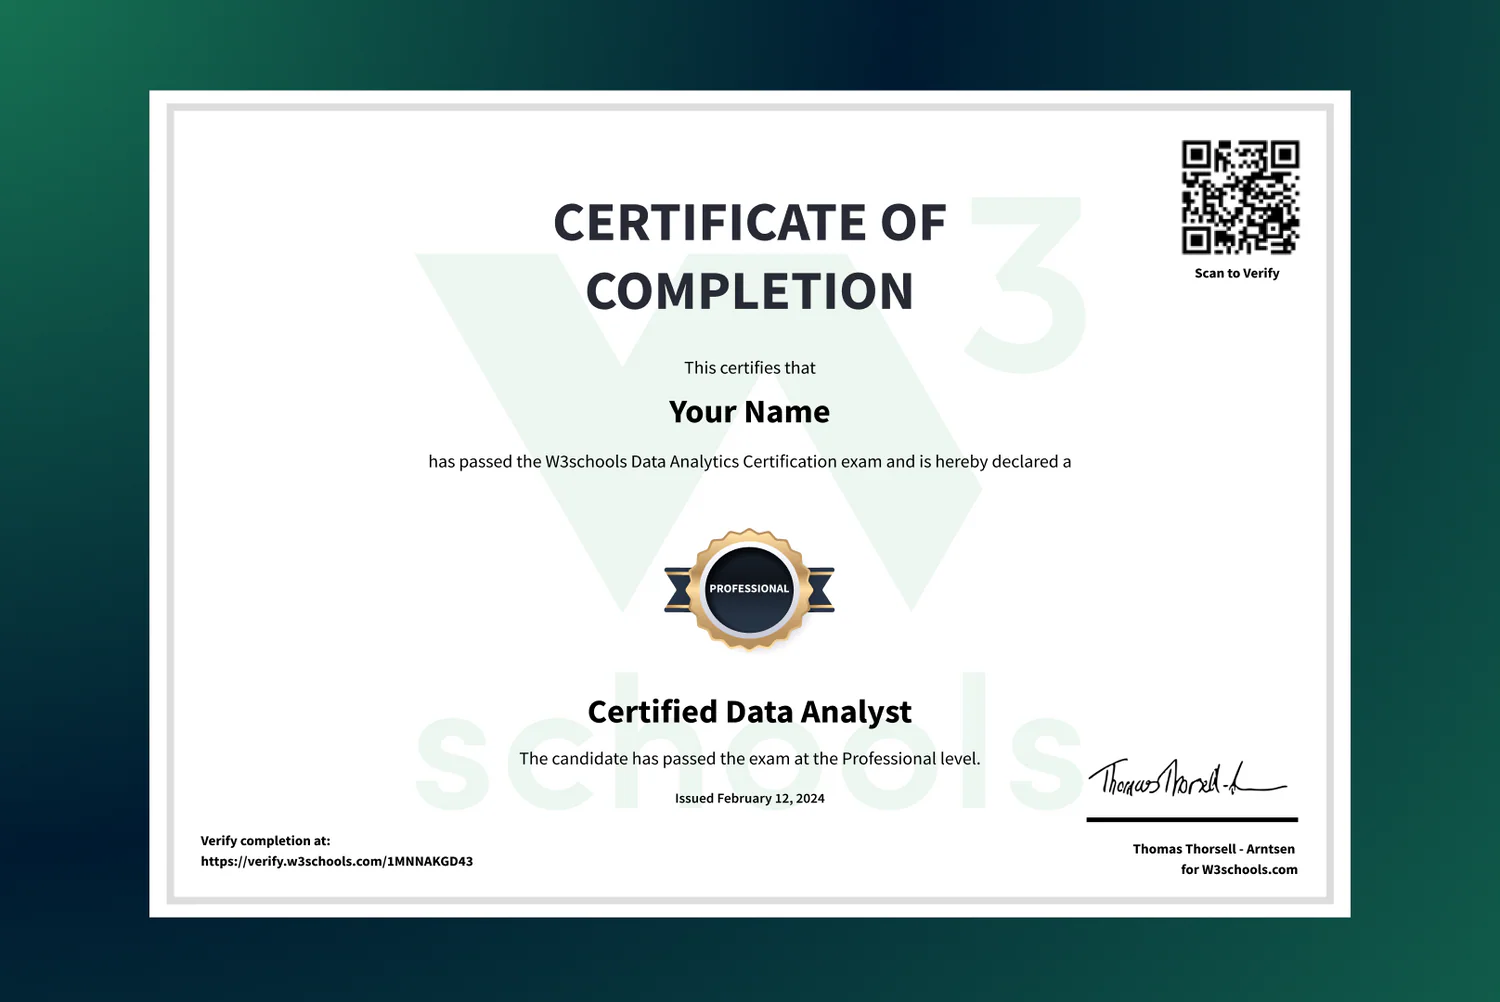 CERTIFICATE OF
COMPLETION
Scan to Verify
This certifies that
Your Name
has passed the W3schools Data Analytics Certification exam and is hereby declared a
PROFESSIONAL
Certified Data Analyst
The candidate has passed the exam at the Professional level.
Issued February 12, 2024
W3
schools
Thomas Thorsell-A
Verify completion at:
https://verify.w3schools.com/1MNNAKGD43
Thomas Thorsell - Arntsen
for W3schools.com